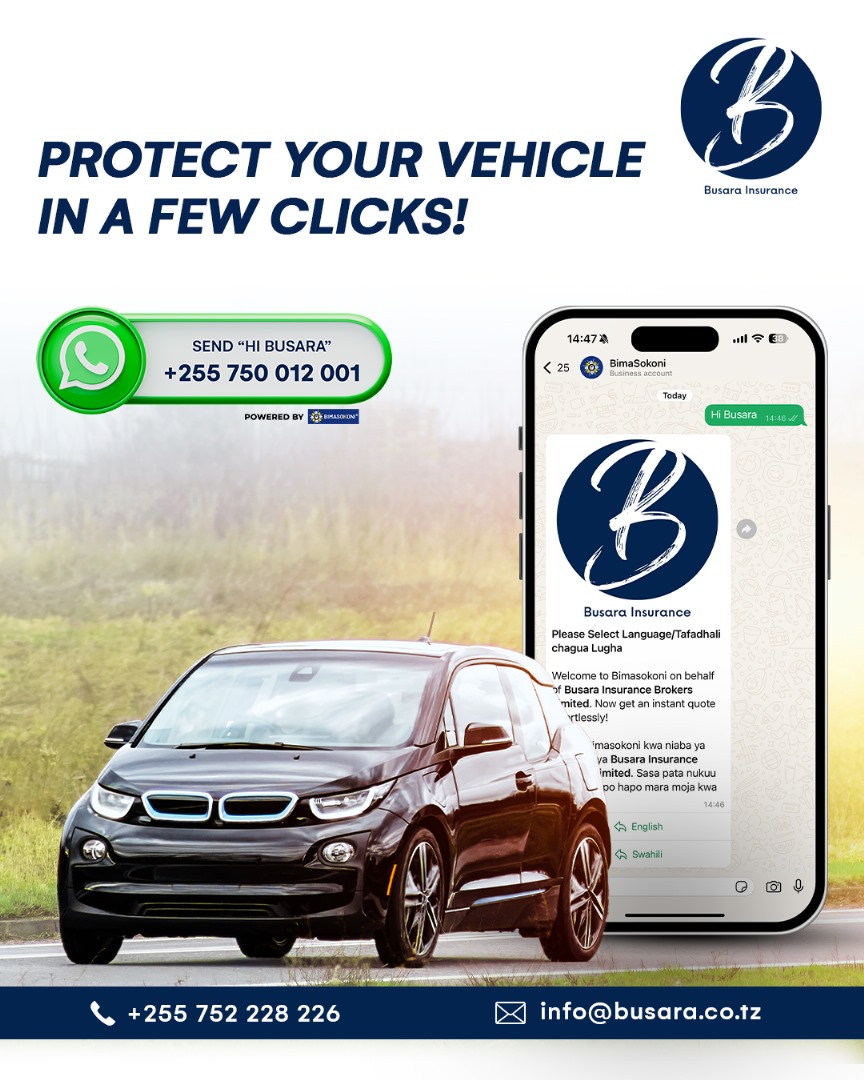 Busara Insurance
PROTECT YOUR VEHICLE
IN A FEW CLICKS!
SEND “HI BUSARA”
+255 750 012 001
POWERED BY BIMASOKONI
14:47
38
25
BimaSokoni
Business account
Today
Hi Busara 14:46
Busara Insurance
Please Select Language/Tafadhali
chagua Lugha
Welcome to Bimasokoni on behalf
of Busara Insurance Brokers
Limited. Now get an instant quote
effortlessly!
imasokoni kwa niaba ya
ya Busara Insurance
imited. Sasa pata nukuu
po hapo mara moja kwa
14:46
English
Swahili
+255 752 228 226
info@busara.co.tz